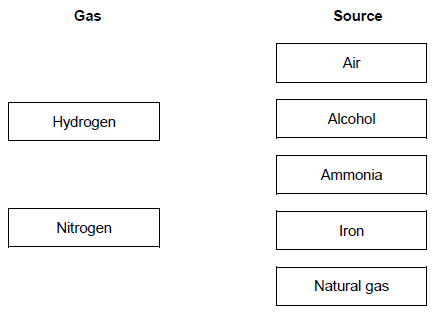 Gas
Source
Air
Hydrogen
Alcohol
Ammonia
Nitrogen
Iron
Natural gas